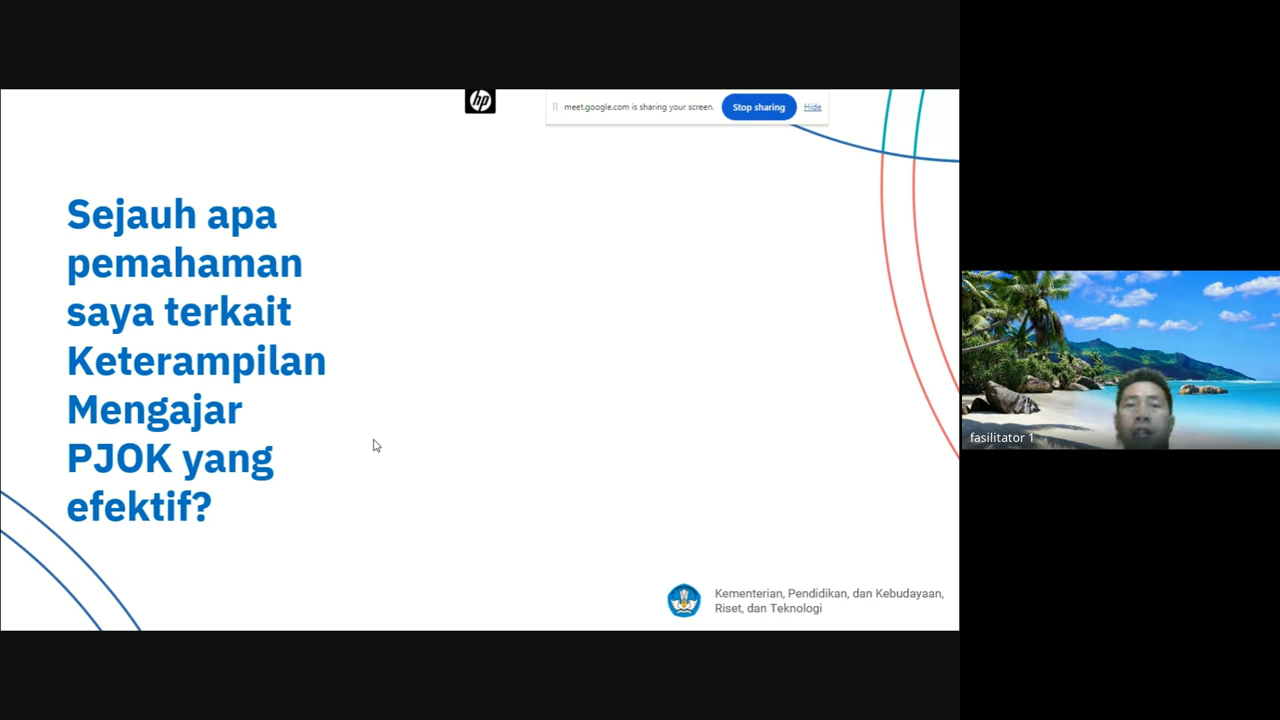 hp
meet.google.com is sharing your screen.
Stop sharing
Hide
Sejauh apa
pemahaman
saya terkait
Keterampilan
Mengajar
PJOK yang
efektif?
fasilitator 1
Kementerian, Pendidikan, dan Kebudayaan,
Riset, dan Teknologi